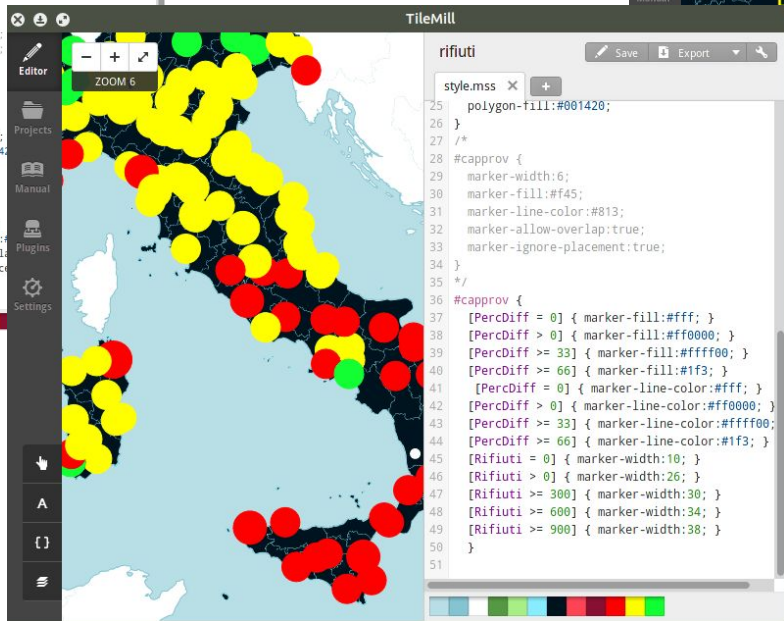 TileMill
Editor
Projects
Manual
Plugins
Settings
ZOOM 6
rifiuti
Save
Export
style.mss
25   polygon-fill:#001420;
26 }
27 /*
28 #capprov {
29   marker-width:6;
30   marker-fill:#f45;
31   marker-line-color:#813;
32   marker-allow-overlap:true;
33   marker-ignore-placement:true;
34 }
35 */
36 #capprov {
37   [PercDiff = 0] { marker-fill:#fff; }
38   [PercDiff > 0] { marker-fill:#ff0000; }
39   [PercDiff >= 33] { marker-fill:#ffff00; }
40   [PercDiff >= 66] { marker-fill:#1f3; }
41    [PercDiff = 0] { marker-line-color:#fff; }
42   [PercDiff > 0] { marker-line-color:#ff0000; }
43   [PercDiff >= 33] { marker-line-color:#ffff00;
44   [PercDiff >= 66] { marker-line-color:#1f3; }
45   [Rifiuti = 0] { marker-width:10; }
46   [Rifiuti > 0] { marker-width:26; }
47   [Rifiuti >= 300] { marker-width:30; }
48   [Rifiuti >= 600] { marker-width:34; }
49   [Rifiuti >= 900] { marker-width:38; }
50   }
51
A
{}